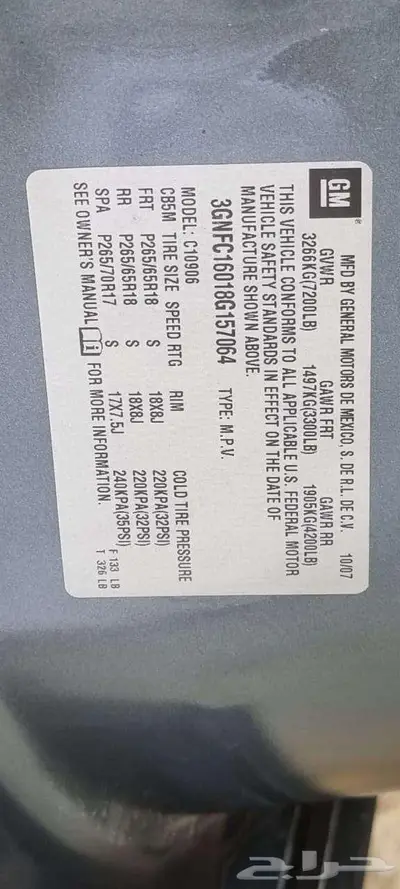 GM
MFD BY GENERAL MOTORS DE MEXICO, S. DE R.L. DE C.V. 10/07
GVWR GAWR FRT GAWR RR
3266KG(7200LB) 1497KG(3300LB) 1905KG(4200LB)
THIS VEHICLE CONFORMS TO ALL APPLICABLE U.S. FEDERAL MOTOR
VEHICLE SAFETY STANDARDS IN EFFECT ON THE DATE OF
MANUFACTURE SHOWN ABOVE.
3GNFC16018G157064 TYPE: M.P.V.
MODEL: C10906
CB5M TIRE SIZE SPEED RTG RIM COLD TIRE PRESSURE
FRT P265/65R18 S 18X8J 220KPA(32PSI)
RR P265/65R18 S 18X8J 220KPA(32PSI)
SPA P265/70R17 S 17X7.5J 240KPA(35PSI)
SEE OWNER'S MANUAL FOR MORE INFORMATION.
F 133 LB
T 326 LB
حراج